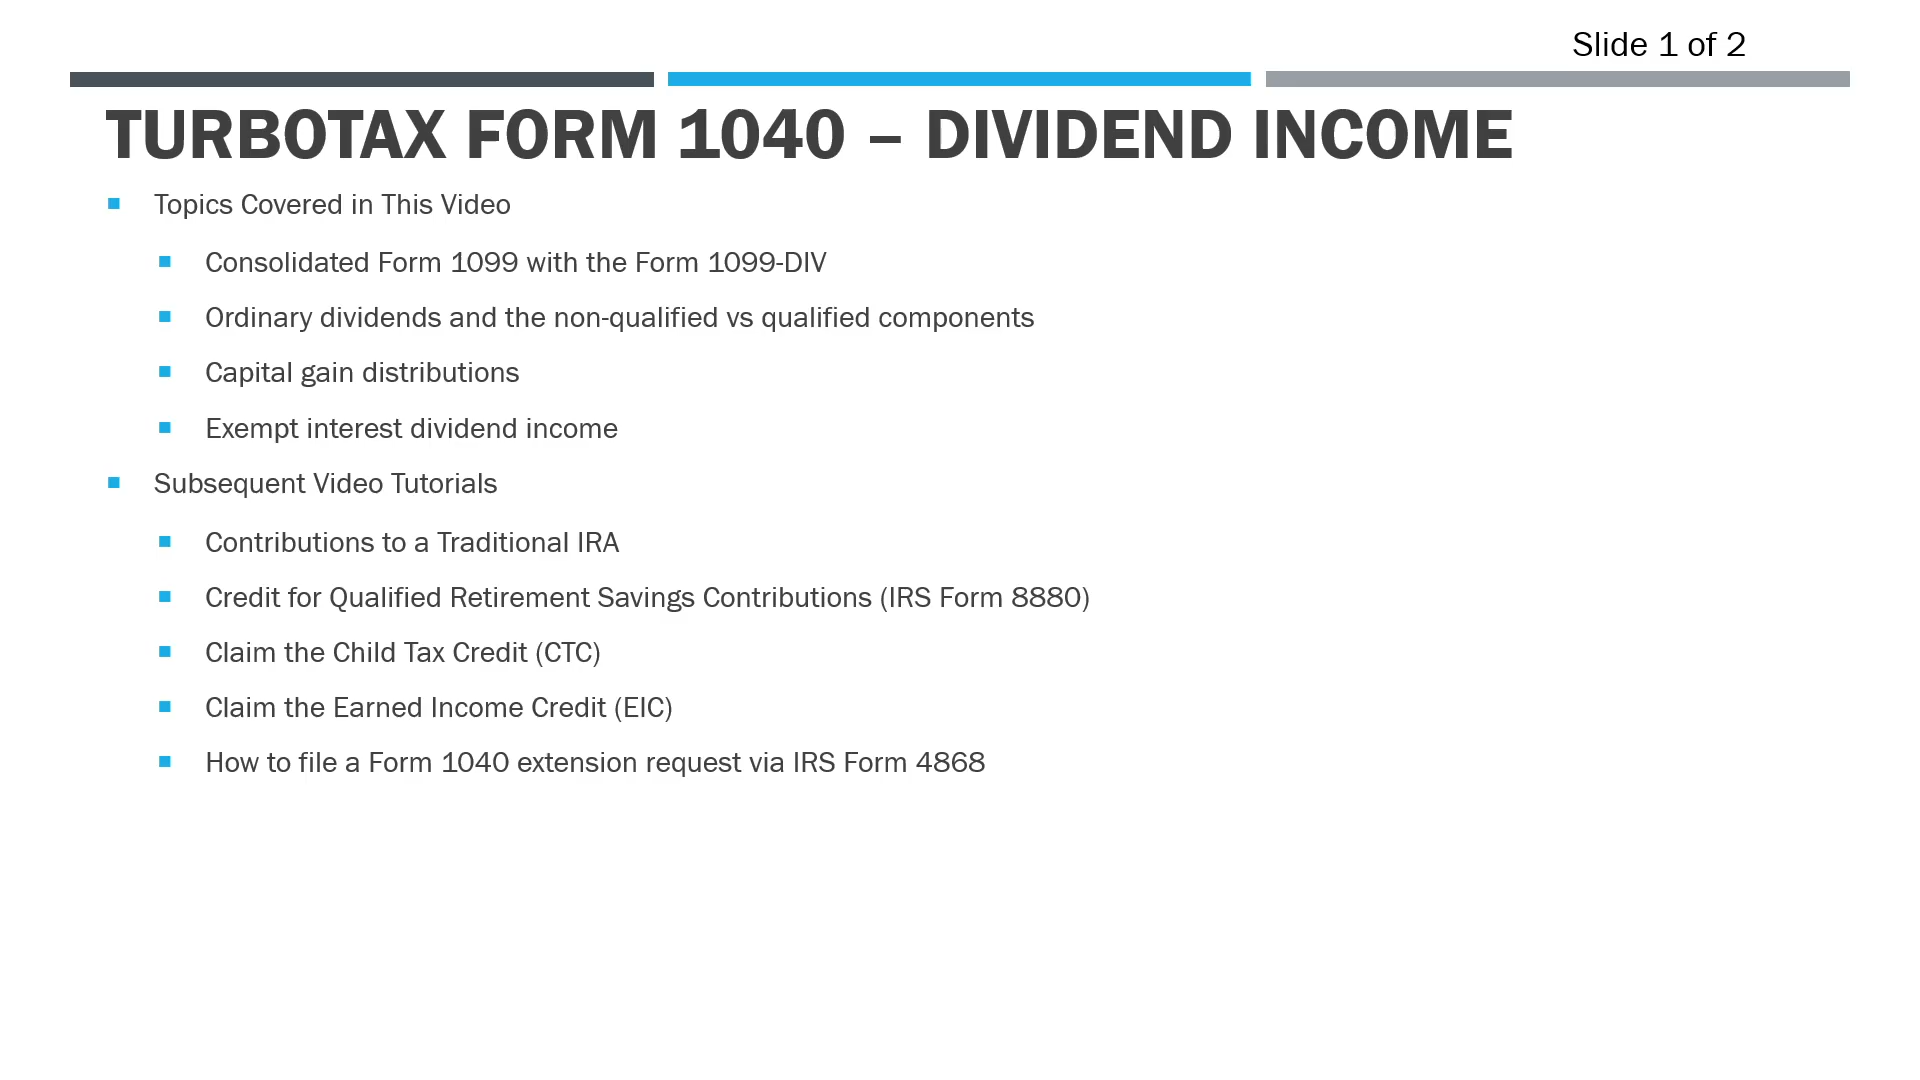 Slide 1 of 2
TURBOTAX FORM 1040 – DIVIDEND INCOME
Topics Covered in This Video
Consolidated Form 1099 with the Form 1099-DIV
Ordinary dividends and the non-qualified vs qualified components
Capital gain distributions
Exempt interest dividend income
Subsequent Video Tutorials
Contributions to a Traditional IRA
Credit for Qualified Retirement Savings Contributions (IRS Form 8880)
Claim the Child Tax Credit (CTC)
Claim the Earned Income Credit (EIC)
How to file a Form 1040 extension request via IRS Form 4868